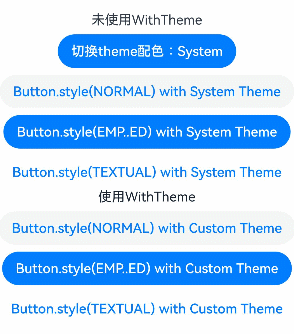 未使用WithTheme
切换theme配色：System
Button.style(NORMAL) with System Theme
Button.style(EMP..ED) with System Theme
Button.style(TEXTUAL) with System Theme
使用WithTheme
Button.style(NORMAL) with Custom Theme
Button.style(EMP..ED) with Custom Theme
Button.style(TEXTUAL) with Custom Theme